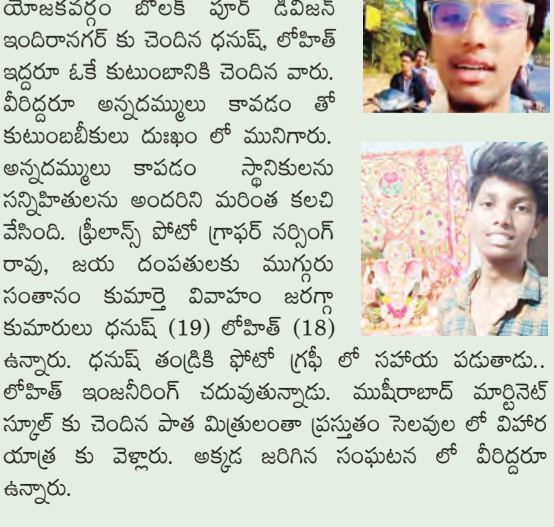 యోజకవర్గం బోలక్ పూర్ డివిజన్
ఇందిరానగర్ కు చెందిన ధనుష్, లోహిత్
ఇద్దరూ ఓకే కుటుంబానికి చెందిన వారు.
వీరిద్దరూ అన్నదమ్ములు కావడం తో
కుటుంబబీకులు దుఃఖం లో మునిగారు.
అన్నదమ్ములు కాపడం స్థానికులను
సన్నిహితులను అందరిని మరింత కలచి
వేసింది. ఫ్రీలాన్స్ పోటో గ్రాఫర్ నర్సింగ్
రావు, జయ దంపతులకు ముగ్గురు
సంతానం కుమార్తె వివాహం జరగ్గా
కుమారులు ధనుష్ (19) లోహిత్ (18)
ఉన్నారు. ధనుష్ తండ్రికి ఫోటో గ్రఫీ లో సహాయ పడుతాడు..
లోహిత్ ఇంజనీరింగ్ చదువుతున్నాడు. ముషీరాబాద్ మార్టినెట్
స్కూల్ కు చెందిన పాత మిత్రులంతా ప్రస్తుతం సెలవుల లో విహార
యాత్ర కు వెళ్లారు. అక్కడ జరిగిన సంఘటన లో వీరిద్దరూ
ఉన్నారు.